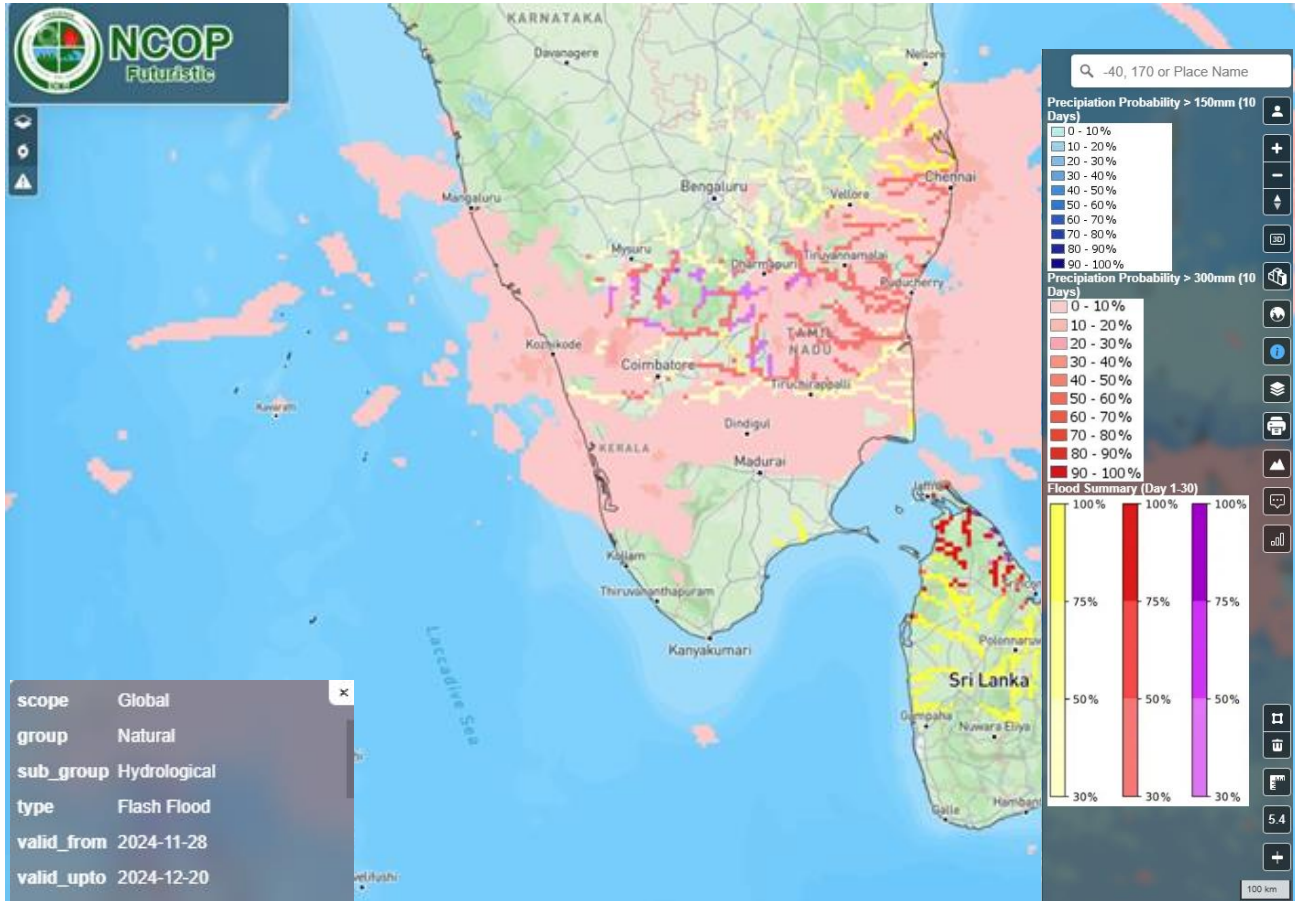 NCOP
Futuristic
KARNATAKA
Davanagere
Nellore
Bengaluru
Chennai
Mangaluru
Vellore
Mysuru
Dharmapuri
Tiruvannamalai
Puducherry
TAMIL
NADU
Kozhikode
Coimbatore
Tiruchirappalli
Dindigul
KERALA
Madurai
Kollam
Thiruvananthapuram
Kanyakumari
Laccadive Sea
Polonnaruw
Sri Lanka
Gampaha
Nuwara Eliya
Galle
Hambant
-40, 170 or Place Name
Precipiation Probability > 150mm (10
Days)
0 - 10%
10 - 20%
20 - 30%
30 - 40%
40 - 50%
50 - 60%
60 - 70%
70 - 80%
80 - 90%
90 - 100%
Precipiation Probability > 300mm (10
Days)
0 - 10%
10 - 20%
20 - 30%
30 - 40%
40 - 50%
50 - 60%
60 - 70%
70 - 80%
80 - 90%
90 - 100%
Flood Summary (Day 1-30)
100% 100% 100%
75% 75% 75%
50% 50% 50%
30% 30% 30%
3D
5.4
100 km
scope Global
group Natural
sub_group Hydrological
type Flash Flood
valid_from 2024-11-28
valid_upto 2024-12-20